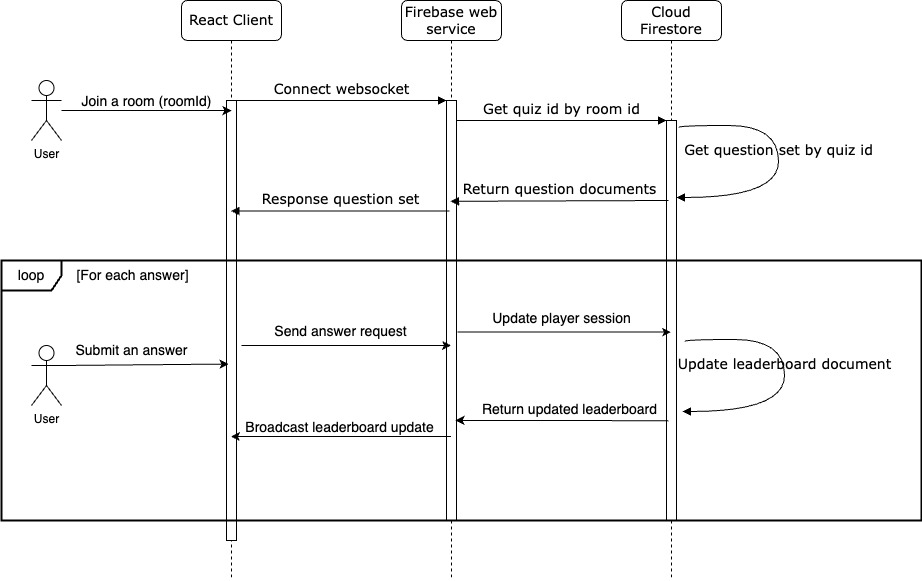 React Client
Firebase web
service
Cloud
Firestore
Connect websocket
Join a room (roomId)
Get quiz id by room id
User
Get question set by quiz id
Return question documents
Response question set
loop
[For each answer]
Update player session
Send answer request
Submit an answer
Update leaderboard document
Return updated leaderboard
User
Broadcast leaderboard update